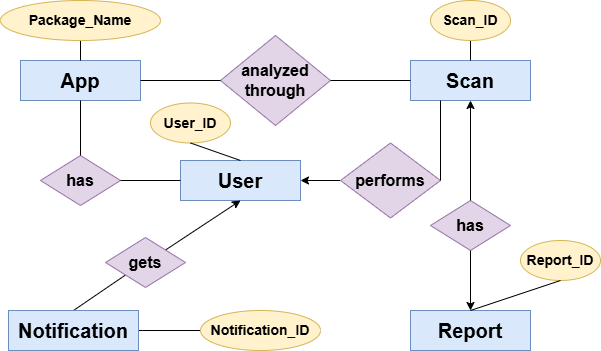 Package_Name
Scan_ID
App
analyzed
through
Scan
User_ID
has
User
performs
has
gets
Report_ID
Notification
Notification_ID
Report